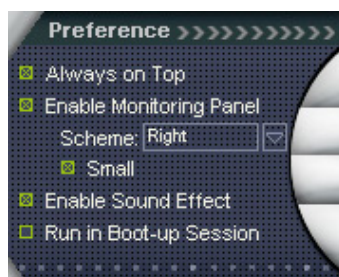 Preference >>>>>>>>>>>
Always on Top
Enable Monitoring Panel
Scheme: Right
Small
Enable Sound Effect
Run in Boot-up Session